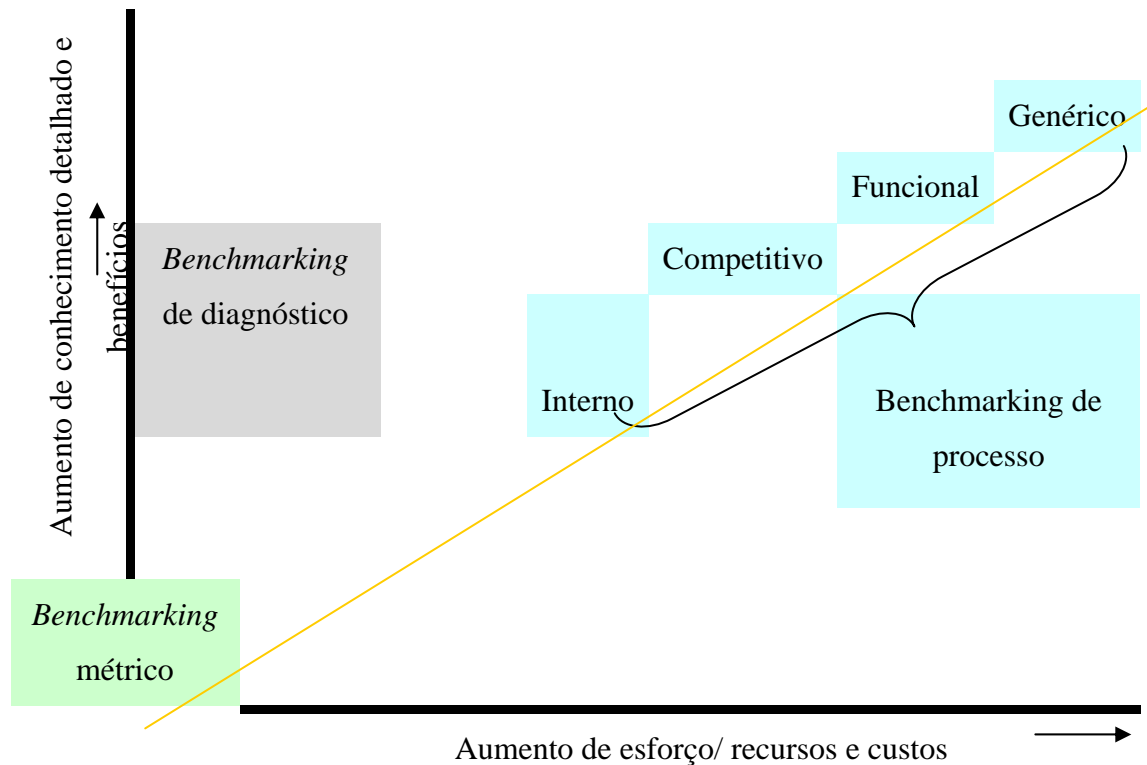 Aumento de conhecimento detalhado e
benefícios
Genérico
Funcional
Competitivo
Benchmarking
de diagnóstico
Interno
Benchmarking de
processo
Benchmarking
métrico
Aumento de esforço/ recursos e custos